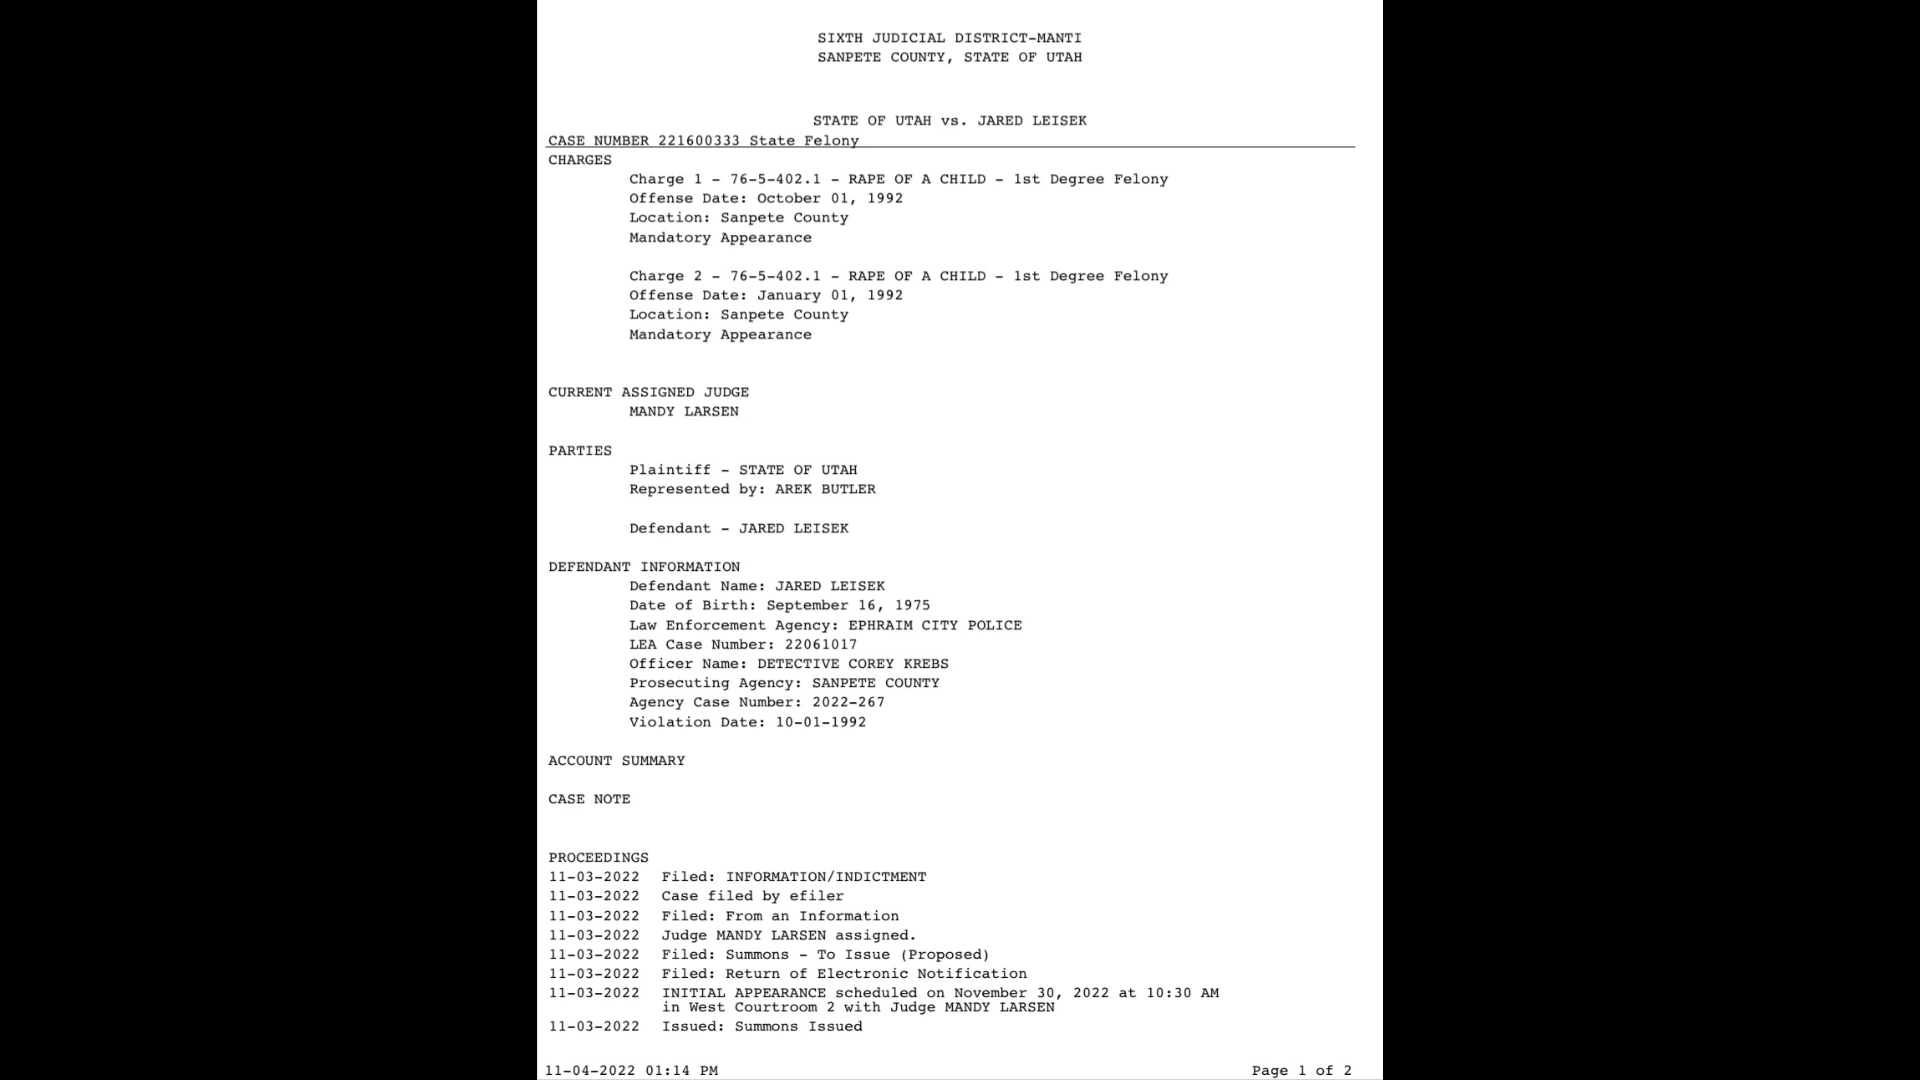 SIXTH JUDICIAL DISTRICT-MANTI
SANPETE COUNTY, STATE OF UTAH
STATE OF UTAH vs. JARED LEISEK
CASE NUMBER 221600333 State Felony
CHARGES
Charge 1 - 76-5-402.1 - RAPE OF A CHILD - 1st Degree Felony
Offense Date: October 01, 1992
Location: Sanpete County
Mandatory Appearance
Charge 2 - 76-5-402.1 - RAPE OF A CHILD - 1st Degree Felony
Offense Date: January 01, 1992
Location: Sanpete County
Mandatory Appearance
CURRENT ASSIGNED JUDGE
MANDY LARSEN
PARTIES
Plaintiff - STATE OF UTAH
Represented by: AREK BUTLER
Defendant - JARED LEISEK
DEFENDANT INFORMATION
Defendant Name: JARED LEISEK
Date of Birth: September 16, 1975
Law Enforcement Agency: EPHRAIM CITY POLICE
LEA Case Number: 22061017
Officer Name: DETECTIVE COREY KREBS
Prosecuting Agency: SANPETE COUNTY
Agency Case Number: 2022-267
Violation Date: 10-01-1992
ACCOUNT SUMMARY
CASE NOTE
PROCEEDINGS
11-03-2022 Filed: INFORMATION/INDICTMENT
11-03-2022 Case filed by efiler
11-03-2022 Filed: From an Information
11-03-2022 Judge MANDY LARSEN assigned.
11-03-2022 Filed: Summons - To Issue (Proposed)
11-03-2022 Filed: Return of Electronic Notification
11-03-2022 INITIAL APPEARANCE scheduled on November 30, 2022 at 10:30 AM
in West Courtroom 2 with Judge MANDY LARSEN
11-03-2022 Issued: Summons Issued
11-04-2022 01:14 PM Page 1 of 2